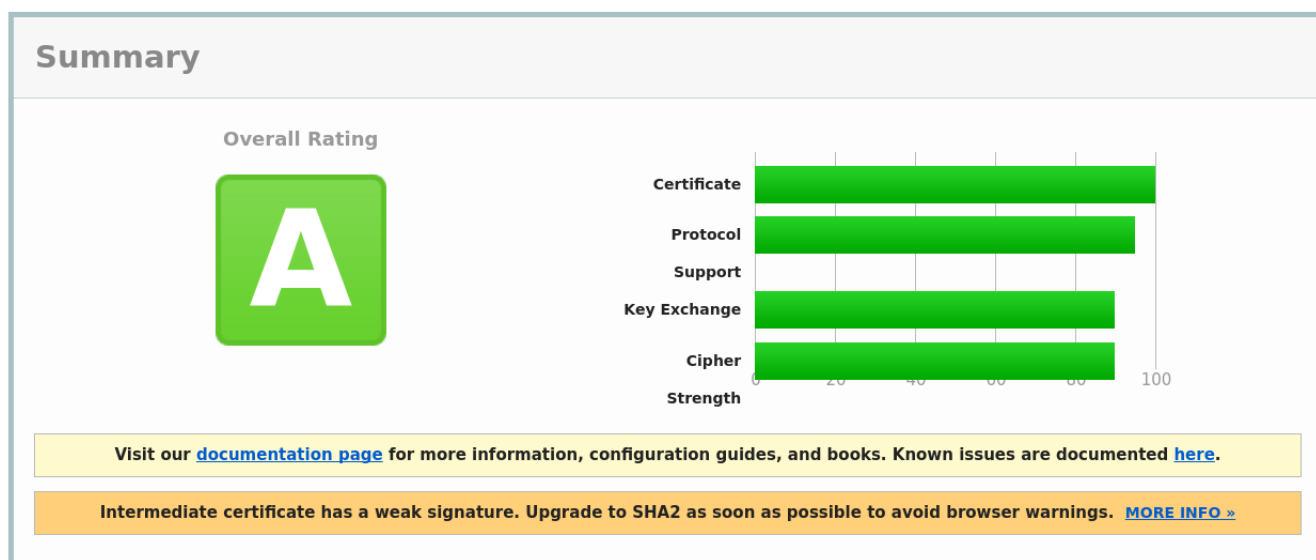 Summary
Overall Rating
A
Certificate
Protocol
Support
Key Exchange
Cipher
Strength
0 20 40 60 80 100
Visit our documentation page for more information, configuration guides, and books. Known issues are documented here.
Intermediate certificate has a weak signature. Upgrade to SHA2 as soon as possible to avoid browser warnings. MORE INFO »